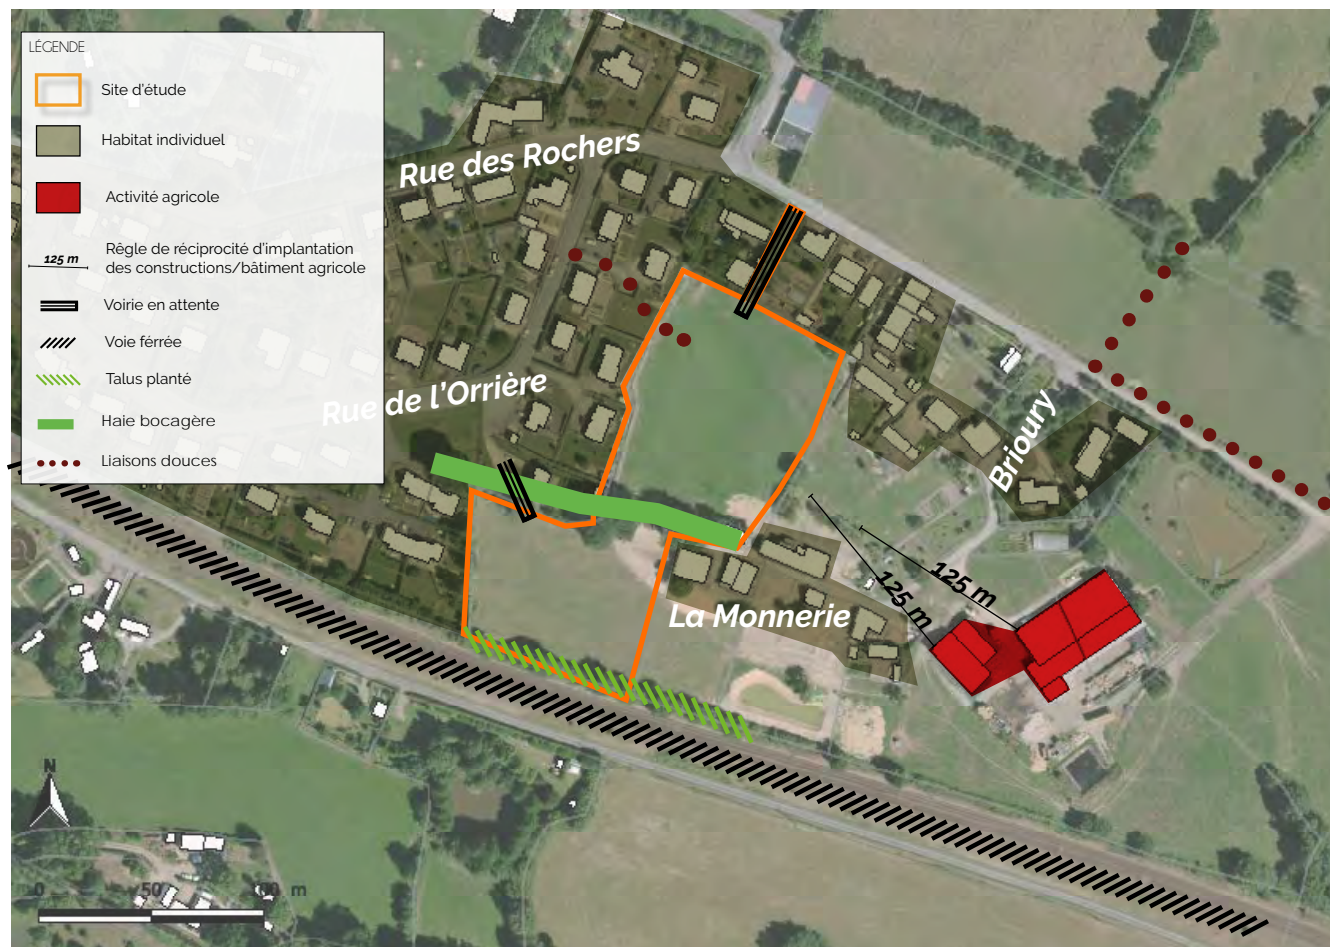 LÉGENDE
Site d'étude
Habitat individuel
Activité agricole
125 m
Règle de réciprocité d'implantation
des constructions/bâtiment agricole
Voirie en attente
Voie férrée
Talus planté
Haie bocagère
Liaisons douces
Rue des Rochers
Rue de l'Orrière
Brioury
125 m
125 m
La Monnerie
N
0 50 100 m